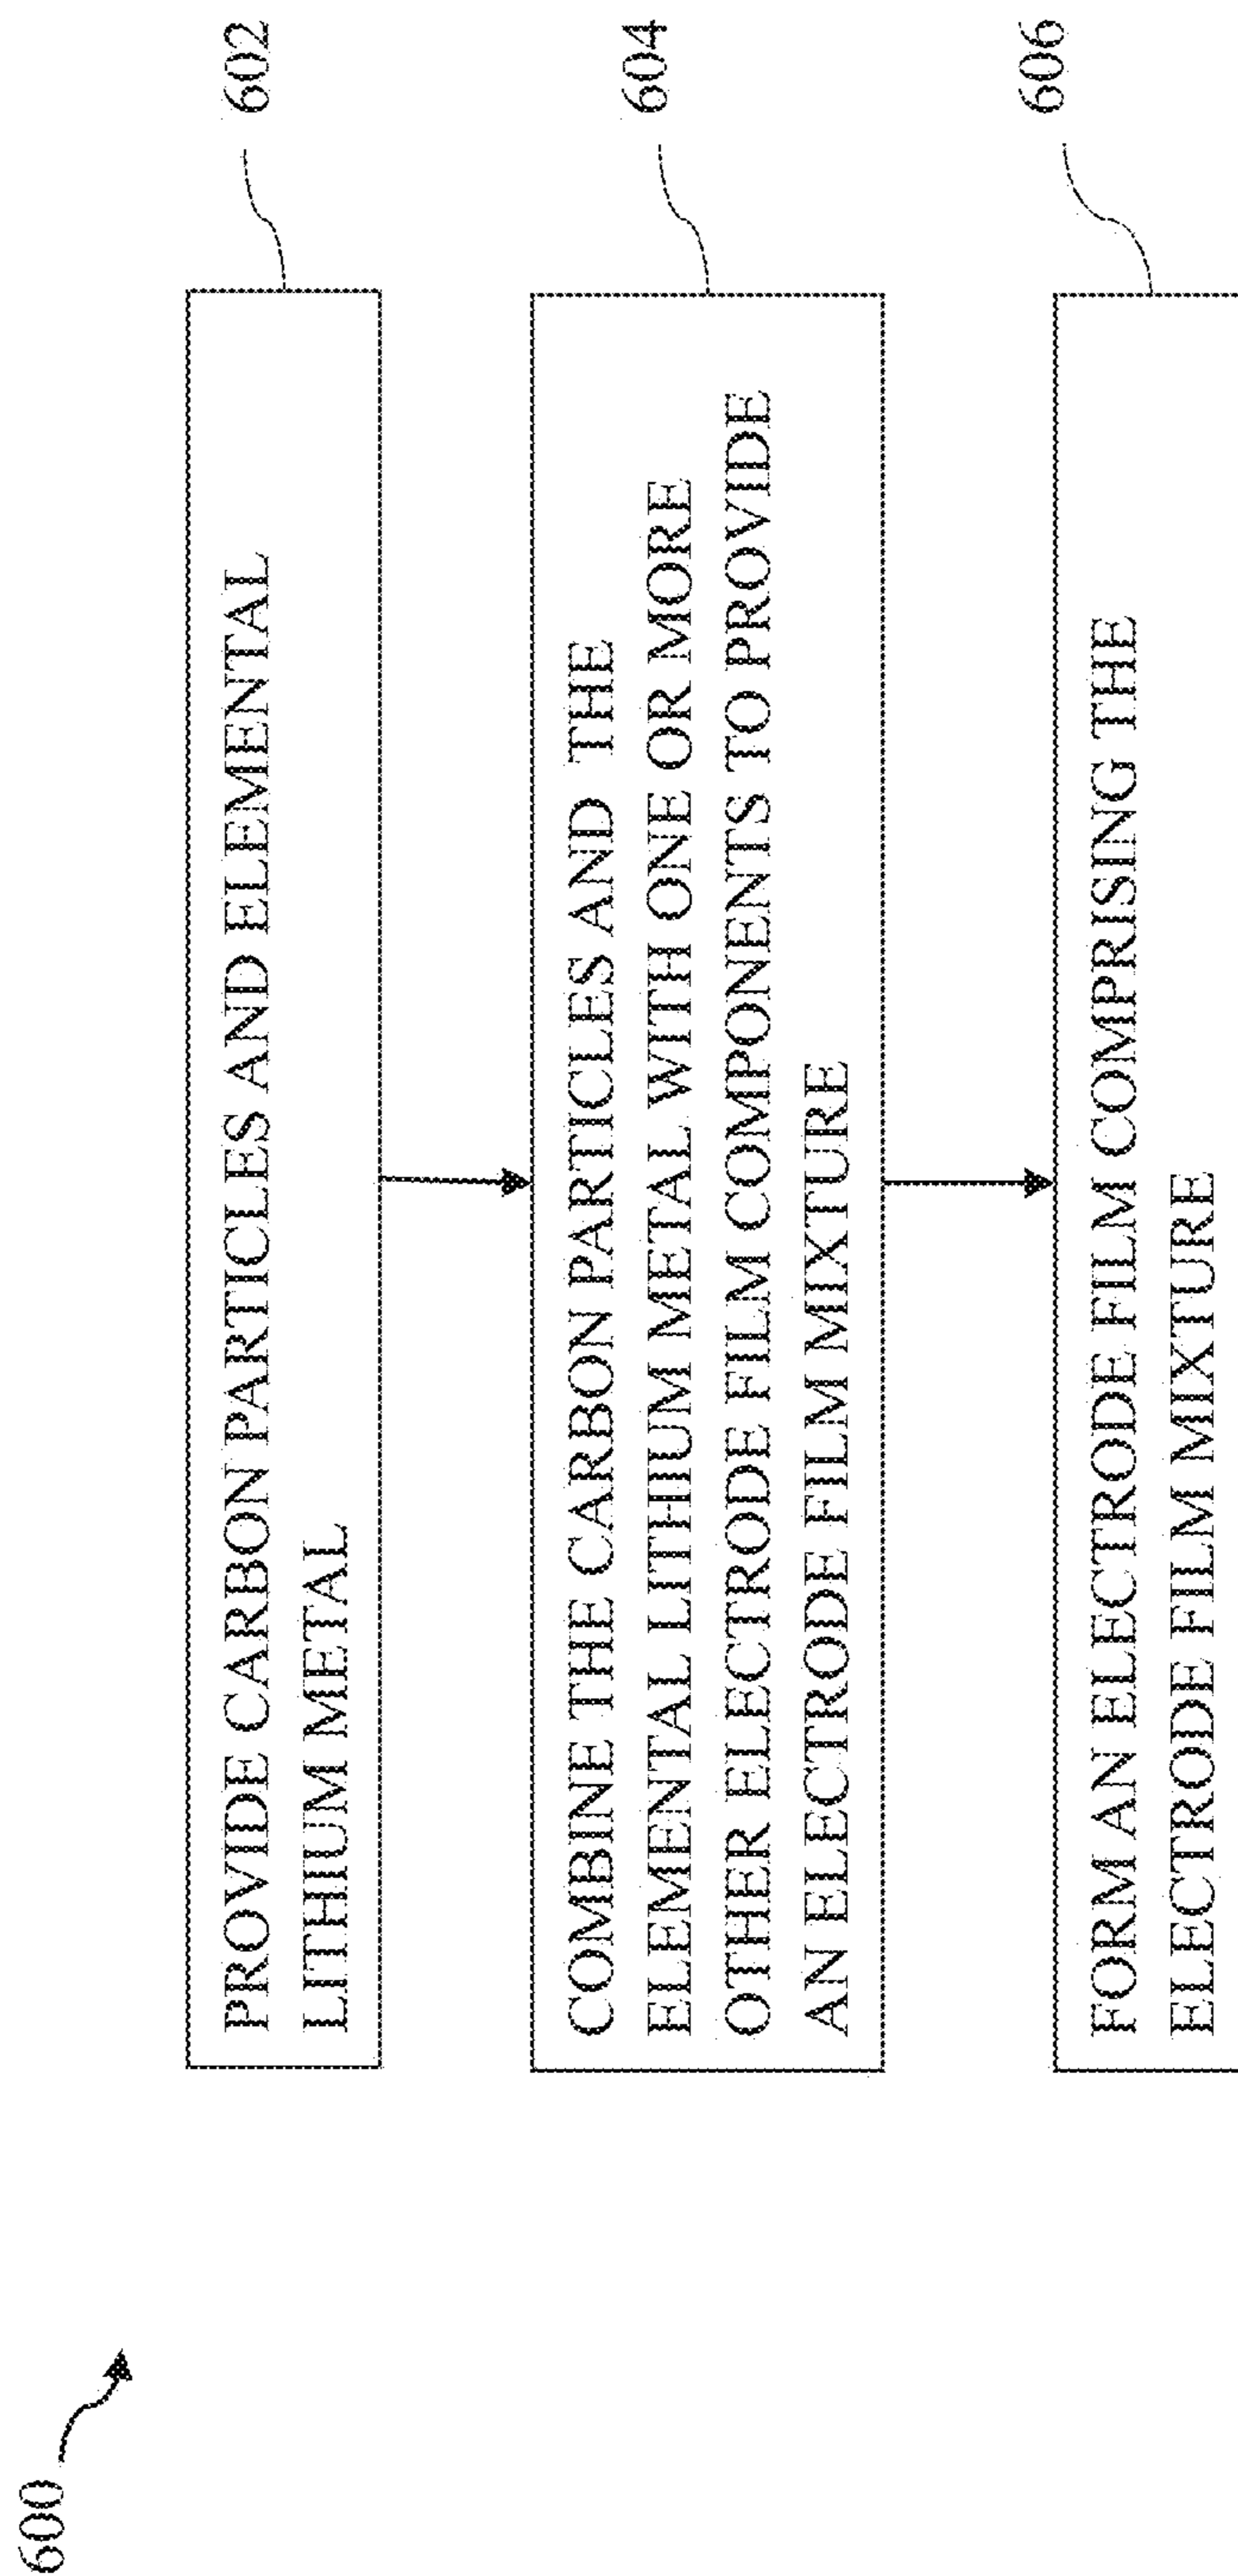 600
PROVIDE CARBON PARTICLES AND ELEMENTAL
LITHIUM METAL
602
COMBINE THE CARBON PARTICLES AND THE
ELEMENTAL LITHIUM METAL WITH ONE OR MORE
OTHER ELECTRODE FILM COMPONENTS TO PROVIDE
AN ELECTRODE FILM MIXTURE
604
FORM AN ELECTRODE FILM COMPRISING THE
ELECTRODE FILM MIXTURE
606